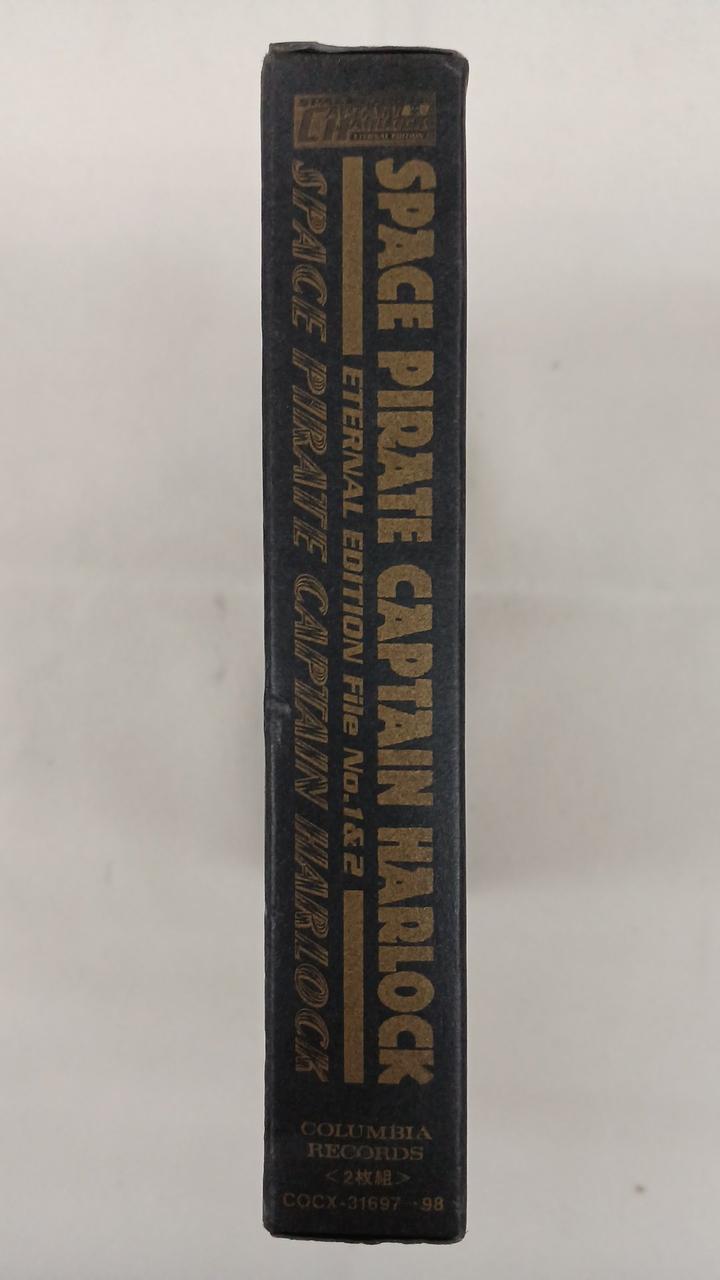 SPACE PIRATE CAPTAIN HARLOCK
ETERNAL EDITION File No.1&2
SPACE PIRATE CAPTAIN HARLOCK
COLUMBIA
RECORDS
<2枚組>
COCX-31697→98